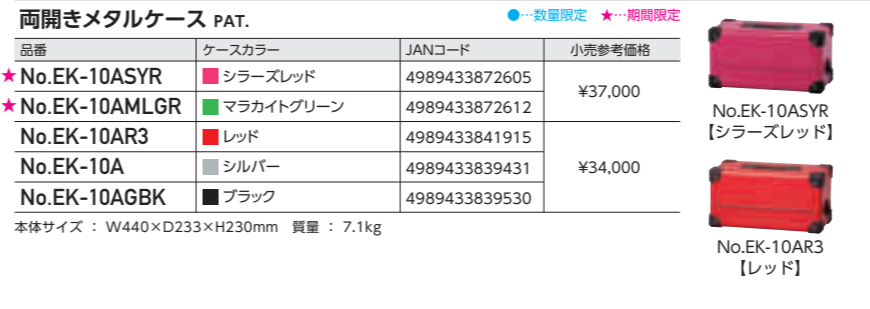 両開きメタルケース PAT.
●…数量限定 ★…期間限定
品番 ケースカラー JANコード 小売参考価格
★No.EK-10ASYR シラーズレッド 4989433872605
¥37,000
★No.EK-10AMLGR マラカイトグリーン 4989433872612
No.EK-10AR3 レッド 4989433841915
No.EK-10A シルバー 4989433839431
¥34,000
No.EK-10AGBK ブラック 4989433839530
本体サイズ : W440×D233×H230mm 質量 : 7.1kg
No.EK-10ASYR
【シラーズレッド】
No.EK-10AR3
【レッド】